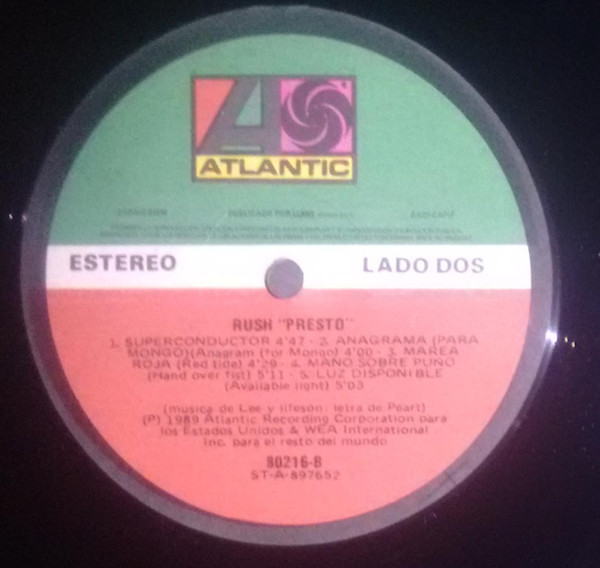 ATLANTIC
ESTEREO
LADO DOS
RUSH "PRESTO"
1. SUPERCONDUCTOR 4'47 - 2. ANAGRAMA (PARA
MONGO)(Anagram (for Mongo) 4'00 - 3. MAREA
ROJA (Red tide) 4'29 - 4. MANO SOBRE PUÑO
(Hand over fist) 5'11 - 5. LUZ DISPONIBLE
(Available light) 5'03
(musica de Lee y lifeson: letra de Peart)
(P) 1989 Atlantic Recording Corporation para
los Estados Unidos & WEA International
Inc. para el resto del mundo
80216-B
ST-A-897652